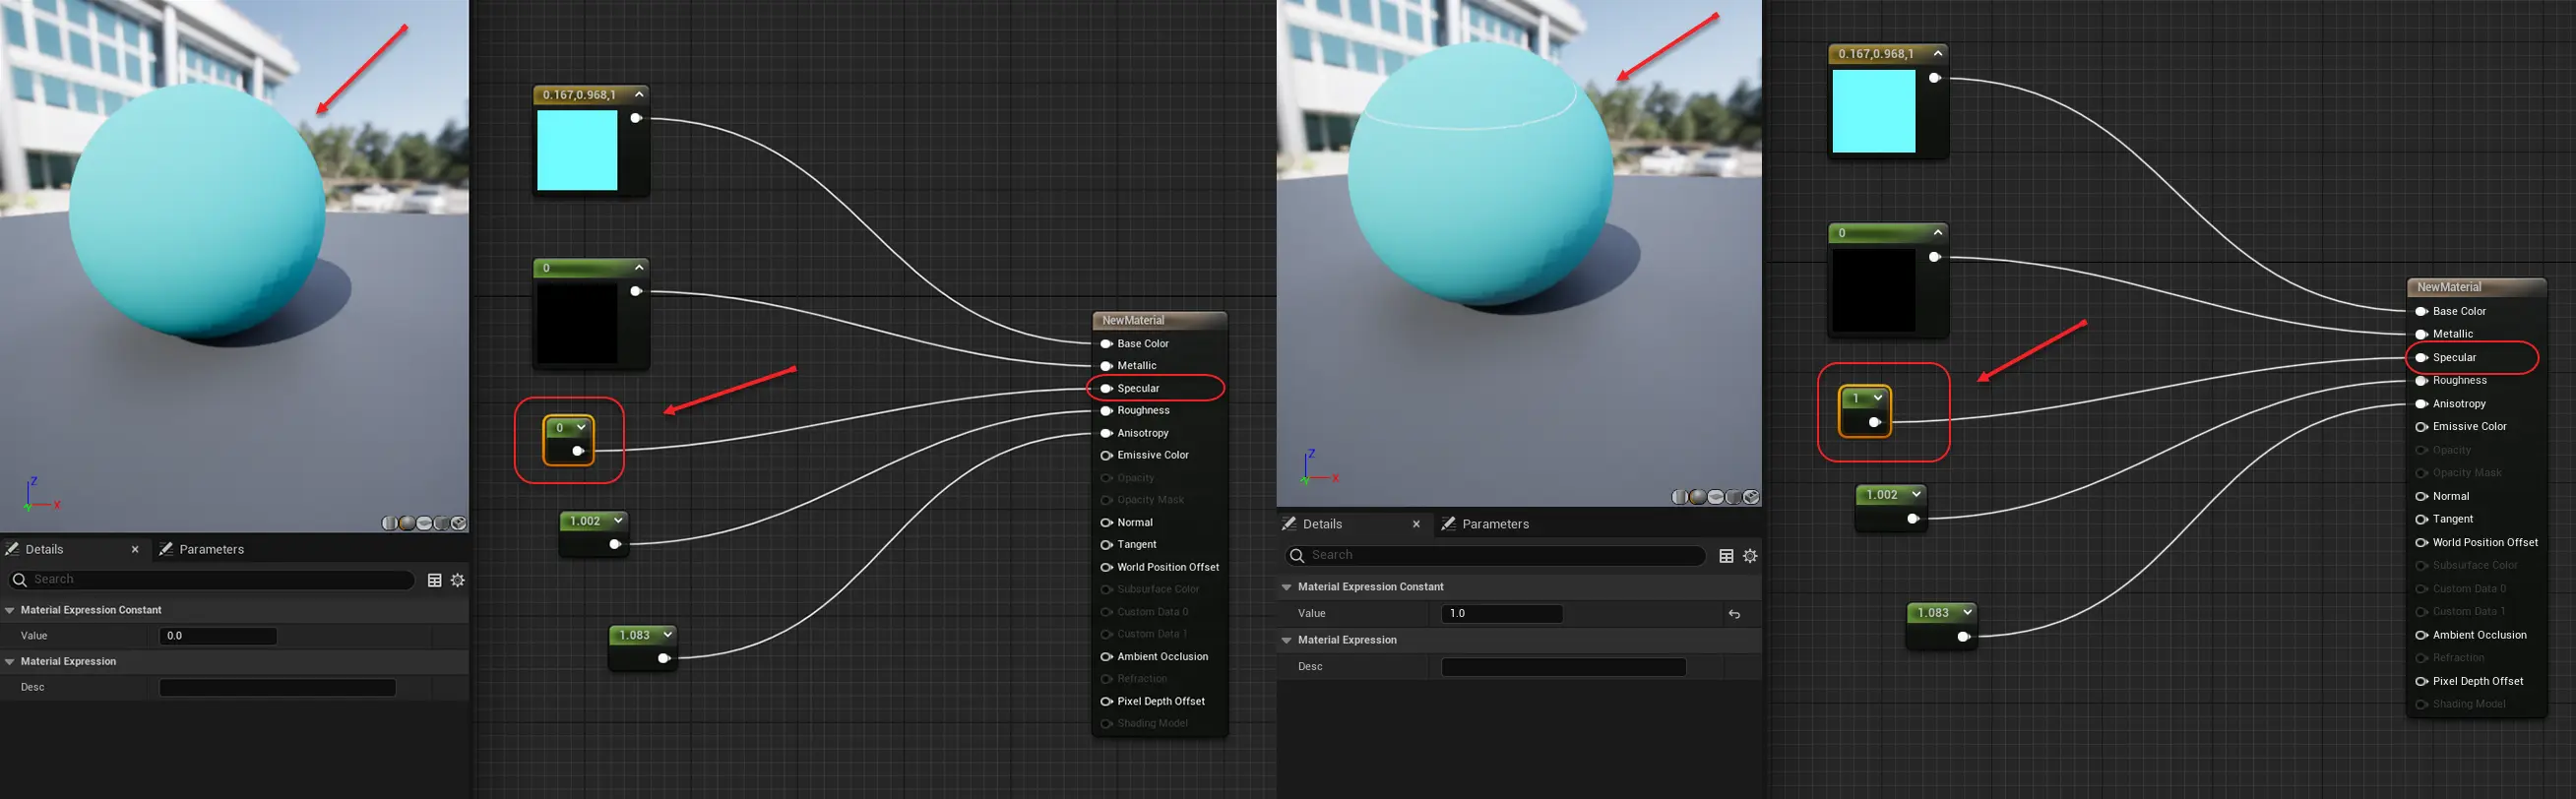 0.167,0.968,1
0
0
1.002
1.083
NewMaterial
Base Color
Metallic
Specular
Roughness
Anisotropy
Emissive Color
Opacity
Opacity Mask
Normal
Tangent
World Position Offset
Subsurface Color
Custom Data 0
Custom Data 1
Ambient Occlusion
Refraction
Pixel Depth Offset
Shading Model
Z
X
Details
Parameters
Search
Material Expression Constant
Value 0.0
Material Expression
Desc
0.167,0.968,1
0
1
1.002
1.083
NewMaterial
Base Color
Metallic
Specular
Roughness
Anisotropy
Emissive Color
Opacity
Opacity Mask
Normal
Tangent
World Position Offset
Subsurface Color
Custom Data 0
Custom Data 1
Ambient Occlusion
Refraction
Pixel Depth Offset
Shading Model
Z
X
Details
Parameters
Search
Material Expression Constant
Value 1.0
Material Expression
Desc